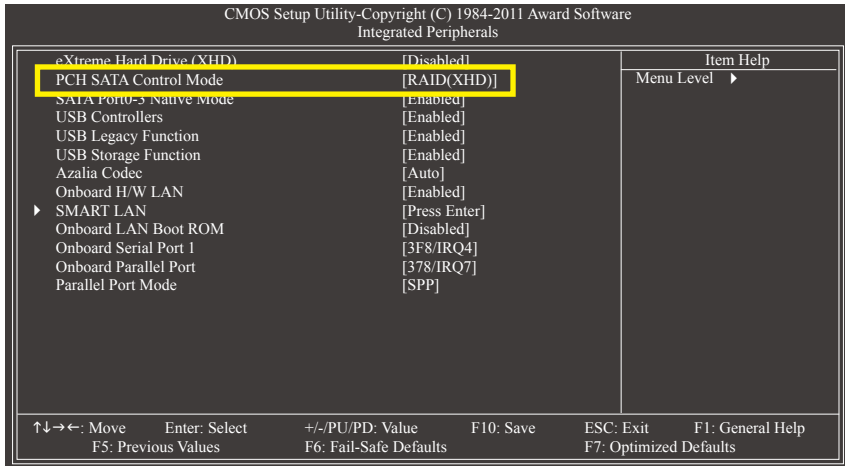 CMOS Setup Utility-Copyright (C) 1984-2011 Award Software
Integrated Peripherals
eXtreme Hard Drive (XHD) [Disabled] Item Help
PCH SATA Control Mode [RAID(XHD)] Menu Level
SATA Port0-3 Native Mode [Enabled]
USB Controllers [Enabled]
USB Legacy Function [Enabled]
USB Storage Function [Enabled]
Azalia Codec [Auto]
Onboard H/W LAN [Enabled]
SMART LAN [Press Enter]
Onboard LAN Boot ROM [Disabled]
Onboard Serial Port 1 [3F8/IRQ4]
Onboard Parallel Port [378/IRQ7]
Parallel Port Mode [SPP]
↑↓→←: Move Enter: Select +/-/PU/PD: Value F10: Save ESC: Exit F1: General Help
F5: Previous Values F6: Fail-Safe Defaults F7: Optimized Defaults